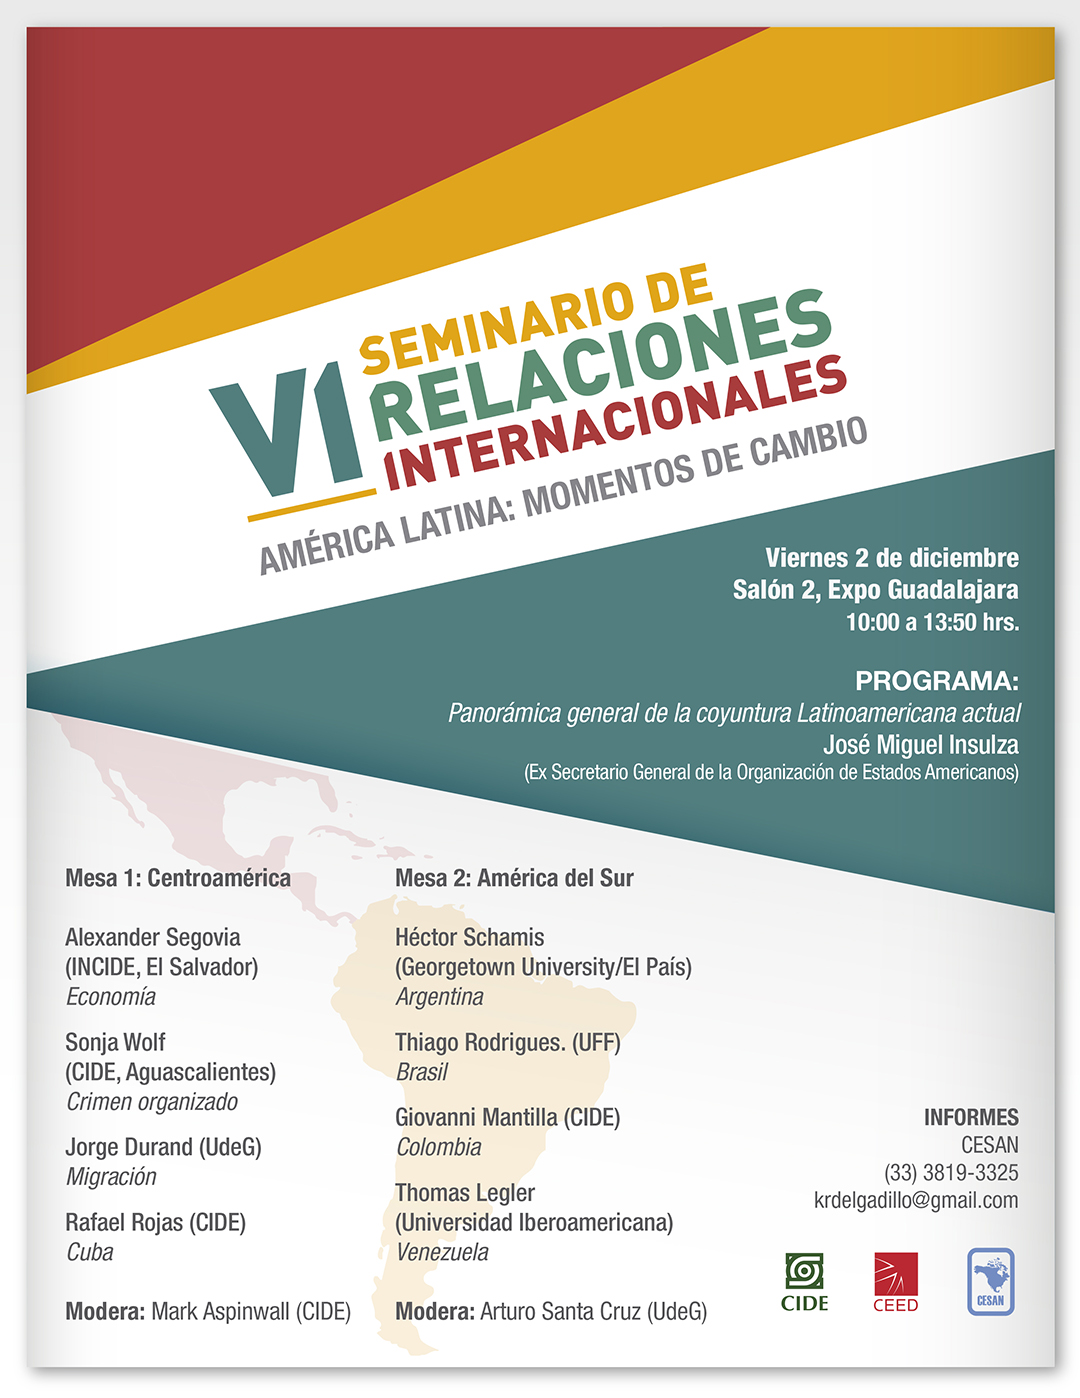 VI
SEMINARIO DE
RELACIONES
INTERNACIONALES
AMÉRICA LATINA: MOMENTOS DE CAMBIO
Viernes 2 de diciembre
Salón 2, Expo Guadalajara
10:00 a 13:50 hrs.
PROGRAMA:
Panorámica general de la coyuntura Latinoamericana actual
José Miguel Insulza
(Ex Secretario General de la Organización de Estados Americanos)
Mesa 1: Centroamérica
Alexander Segovia
(INCIDE, El Salvador)
Economía
Sonja Wolf
(CIDE, Aguascalientes)
Crimen organizado
Jorge Durand (UdeG)
Migración
Rafael Rojas (CIDE)
Cuba
Modera: Mark Aspinwall (CIDE)
Mesa 2: América del Sur
Héctor Schamis
(Georgetown University/El País)
Argentina
Thiago Rodrigues. (UFF)
Brasil
Giovanni Mantilla (CIDE)
Colombia
Thomas Legler
(Universidad Iberoamericana)
Venezuela
Modera: Arturo Santa Cruz (UdeG)
INFORMES
CESAN
(33) 3819-3325
krdelgadillo@gmail.com
CIDE
CEED
CESAN